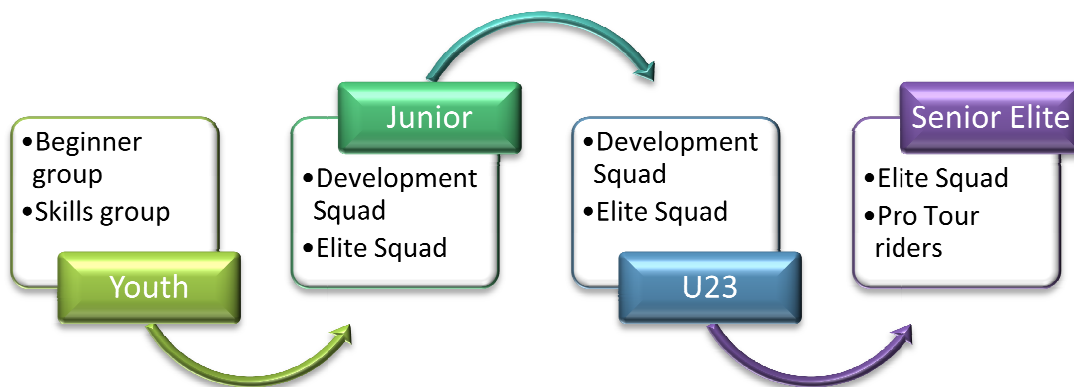 •Beginner
group
•Skills group
Youth
Junior
•Development
Squad
•Elite Squad
•Development
Squad
•Elite Squad
U23
Senior Elite
•Elite Squad
•Pro Tour
riders